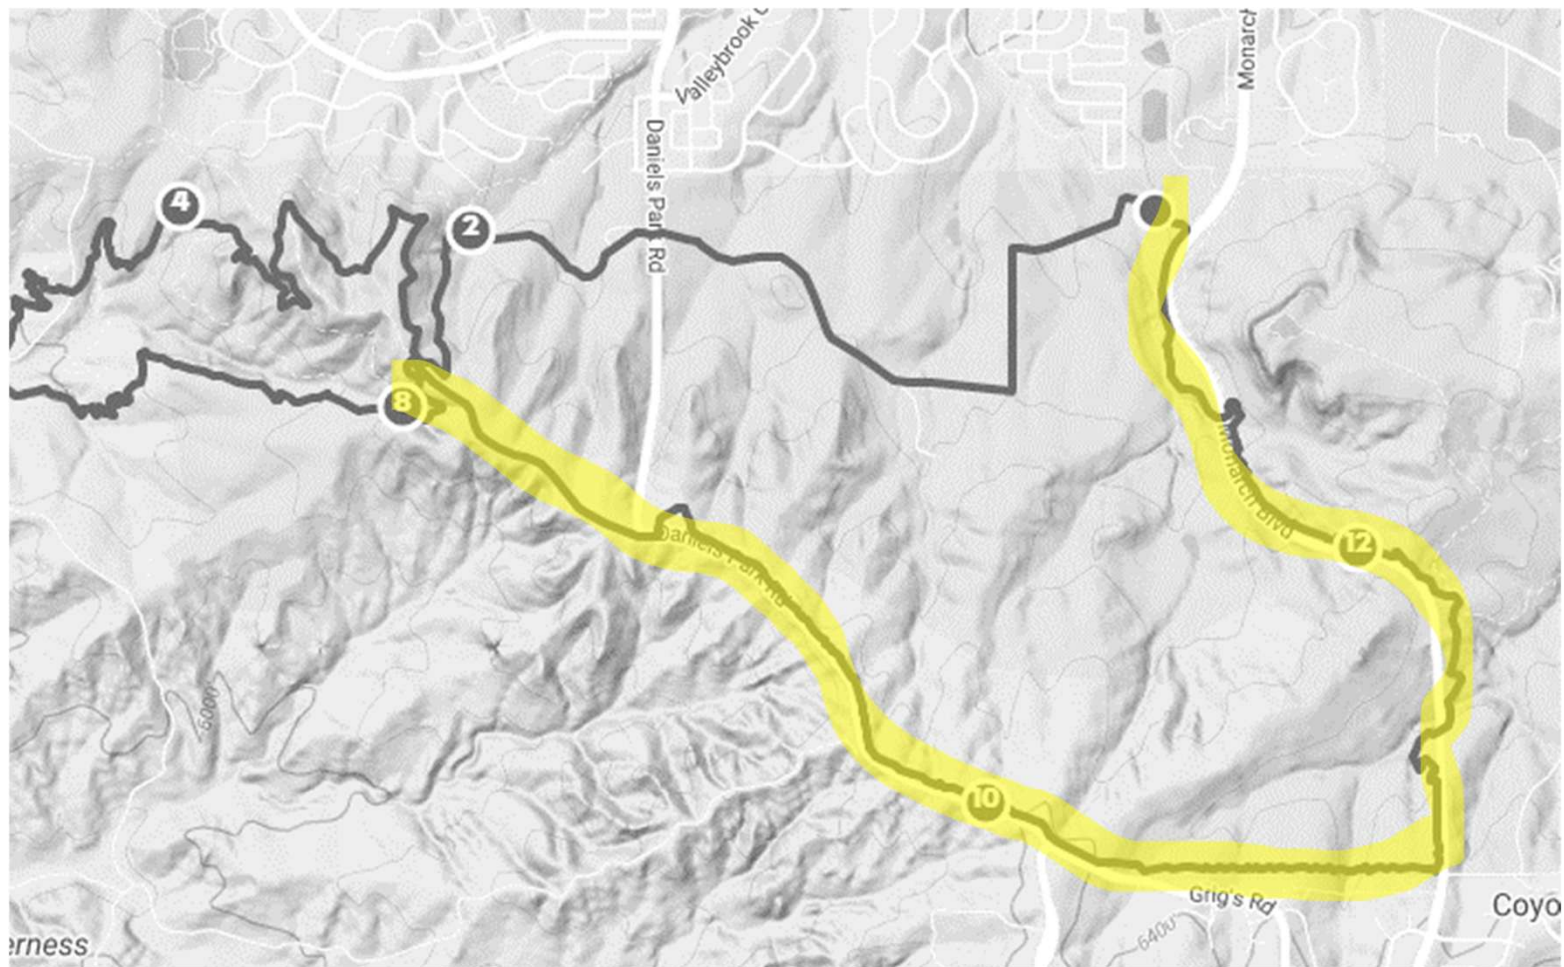 Monarch
Valleybrook
Daniels Park Rd
4
2
8
Monarch Blvd
12
Daniels Park Rd
6000
10
Grig's Rd
6400
Coyo
erness